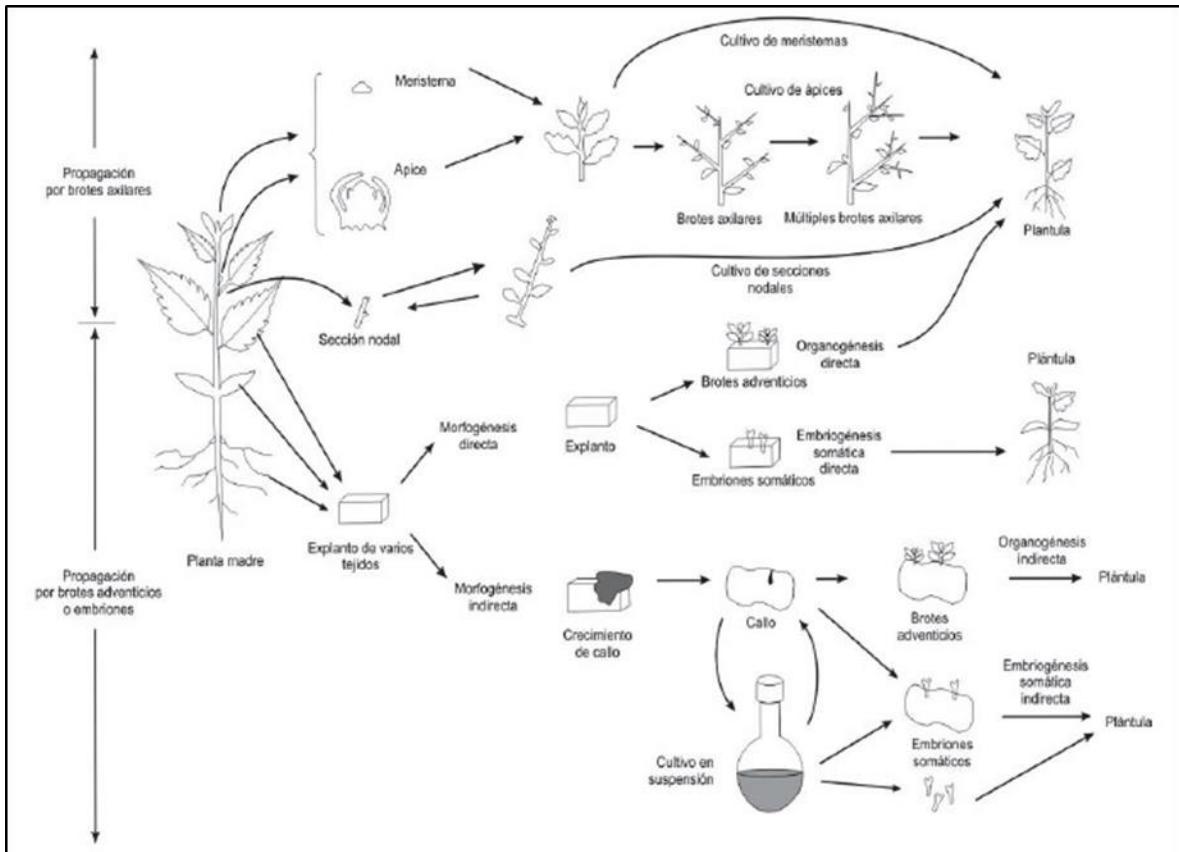 Cultivo de meristemas
Meristema
Cultivo de ápices
Propagación
por brotes axilares
Apice
Brotes axilares
Múltiples brotes axilares
Plantula
Cultivo de secciones
nodales
Sección nodal
Organogénesis
directa
Brotes adventicios
Plántula
Morfogénesis
directa
Explanto
Embriogénesis
somática
directa
Embriones somáticos
Planta madre
Explanto de varios
tejidos
Organogénesis
indirecta
Plántula
Propagación
por brotes adventicios
o embriones
Morfogénesis
indirecta
Crecimiento
de callo
Callo
Brotes
adventicios
Embriogénesis
somática
indirecta
Plántula
Embriones
somáticos
Cultivo en
suspensión